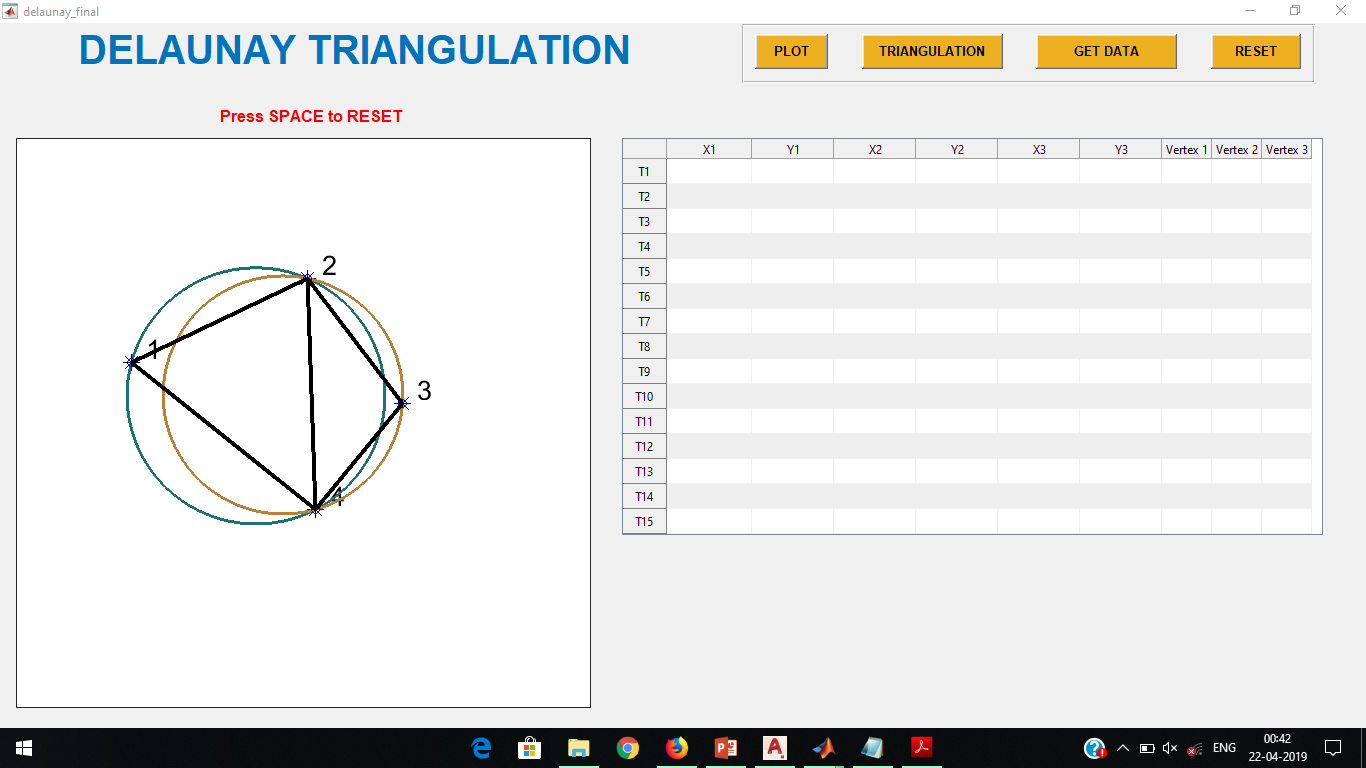 delaunay_final
DELAUNAY TRIANGULATION
PLOT TRIANGULATION GET DATA RESET
Press SPACE to RESET
X1 Y1 X2 Y2 X3 Y3 Vertex 1 Vertex 2 Vertex 3
T1
T2
T3
T4
T5
T6
T7
T8
T9
T10
T11
T12
T13
T14
T15
2
1
3
4
ENG
00:42
22-04-2019